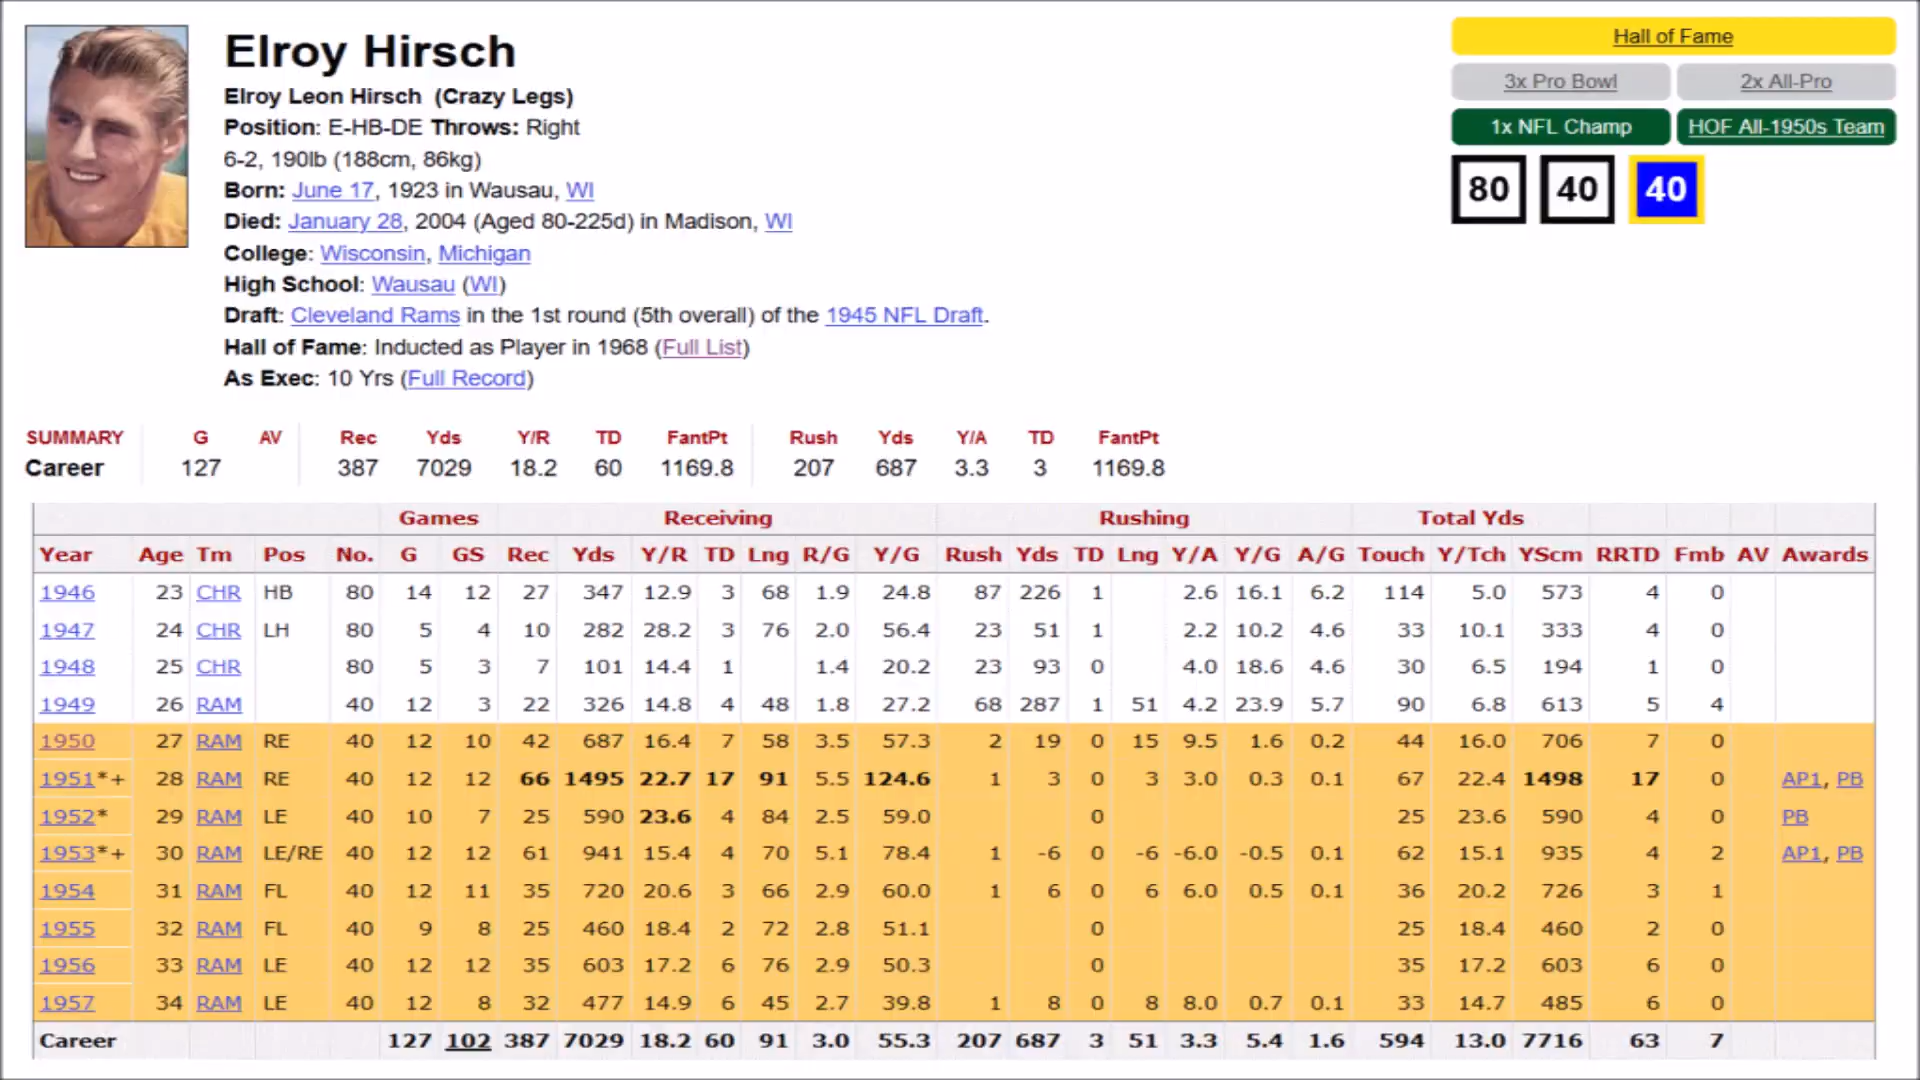 Elroy Hirsch
Elroy Leon Hirsch (Crazy Legs)
Position: E-HB-DE Throws: Right
6-2, 190lb (188cm, 86kg)
Born: June 17, 1923 in Wausau, WI
Died: January 28, 2004 (Aged 80-225d) in Madison, WI
College: Wisconsin, Michigan
High School: Wausau (WI)
Draft: Cleveland Rams in the 1st round (5th overall) of the 1945 NFL Draft.
Hall of Fame: Inducted as Player in 1968 (Full List)
As Exec: 10 Yrs (Full Record)
Hall of Fame
3x Pro Bowl 2x All-Pro
1x NFL Champ HOF All-1950s Team
80 40 40
SUMMARY G AV Rec Yds Y/R TD FantPt Rush Yds Y/A TD FantPt
Career 127 387 7029 18.2 60 1169.8 207 687 3.3 3 1169.8
Games Receiving Rushing Total Yds
Year Age Tm Pos No. G GS Rec Yds Y/R TD Lng R/G Y/G Rush Yds TD Lng Y/A Y/G A/G Touch Y/Tch YScm RRTD Fmb AV Awards
1946 23 CHR HB 80 14 12 27 347 12.9 3 68 1.9 24.8 87 226 1 2.6 16.1 6.2 114 5.0 573 4 0
1947 24 CHR LH 80 5 4 10 282 28.2 3 76 2.0 56.4 23 51 1 2.2 10.2 4.6 33 10.1 333 4 0
1948 25 CHR 80 5 3 7 101 14.4 1 1.4 20.2 23 93 0 4.0 18.6 4.6 30 6.5 194 1 0
1949 26 RAM 40 12 3 22 326 14.8 4 48 1.8 27.2 68 287 1 51 4.2 23.9 5.7 90 6.8 613 5 4
1950 27 RAM RE 40 12 10 42 687 16.4 7 58 3.5 57.3 2 19 0 15 9.5 1.6 0.2 44 16.0 706 7 0
1951*+ 28 RAM RE 40 12 12 66 1495 22.7 17 91 5.5 124.6 1 3 0 3 3.0 0.3 0.1 67 22.4 1498 17 0 AP1, PB
1952* 29 RAM LE 40 10 7 25 590 23.6 4 84 2.5 59.0 0 25 23.6 590 4 0 PB
1953*+ 30 RAM LE/RE 40 12 12 61 941 15.4 4 70 5.1 78.4 1 -6 0 -6 -6.0 -0.5 0.1 62 15.1 935 4 2 AP1, PB
1954 31 RAM FL 40 12 11 35 720 20.6 3 66 2.9 60.0 1 6 0 6 6.0 0.5 0.1 36 20.2 726 3 1
1955 32 RAM FL 40 9 8 25 460 18.4 2 72 2.8 51.1 0 25 18.4 460 2 0
1956 33 RAM LE 40 12 12 35 603 17.2 6 76 2.9 50.3 0 35 17.2 603 6 0
1957 34 RAM LE 40 12 8 32 477 14.9 6 45 2.7 39.8 1 8 0 8 8.0 0.7 0.1 33 14.7 485 6 0
Career 127 102 387 7029 18.2 60 91 3.0 55.3 207 687 3 51 3.3 5.4 1.6 594 13.0 7716 63 7